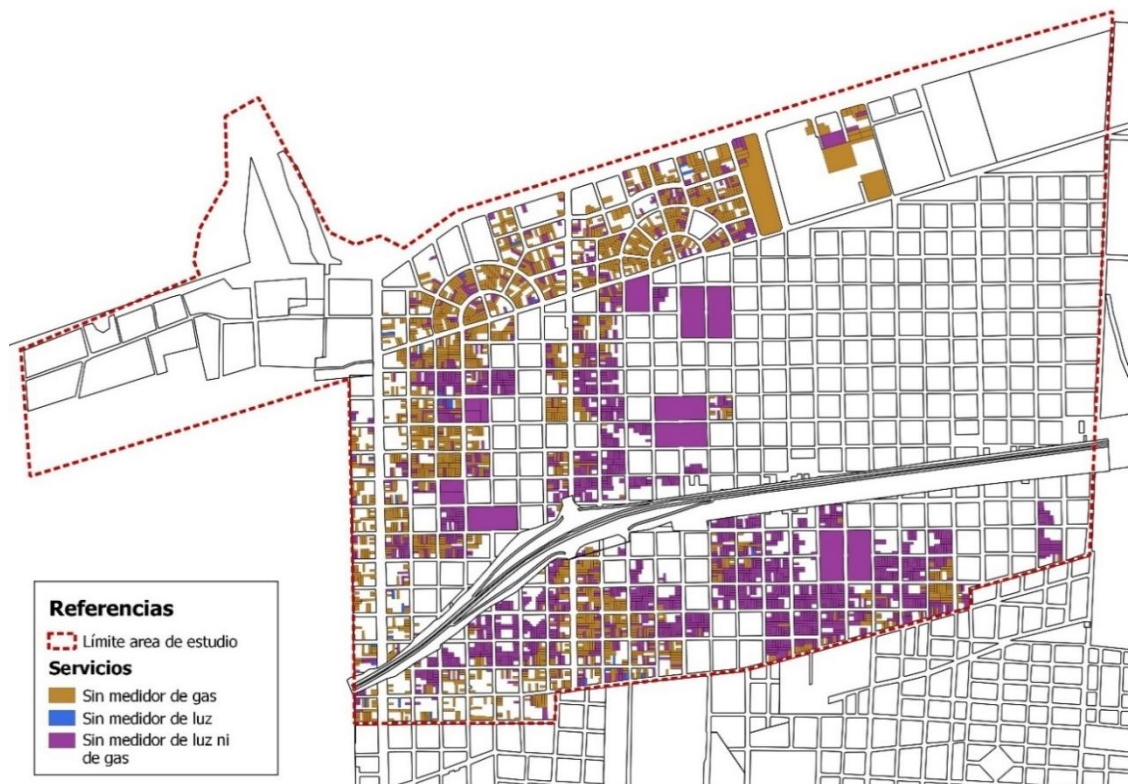 Referencias
Límite area de estudio
Servicios
Sin medidor de gas
Sin medidor de luz
Sin medidor de luz ni
de gas